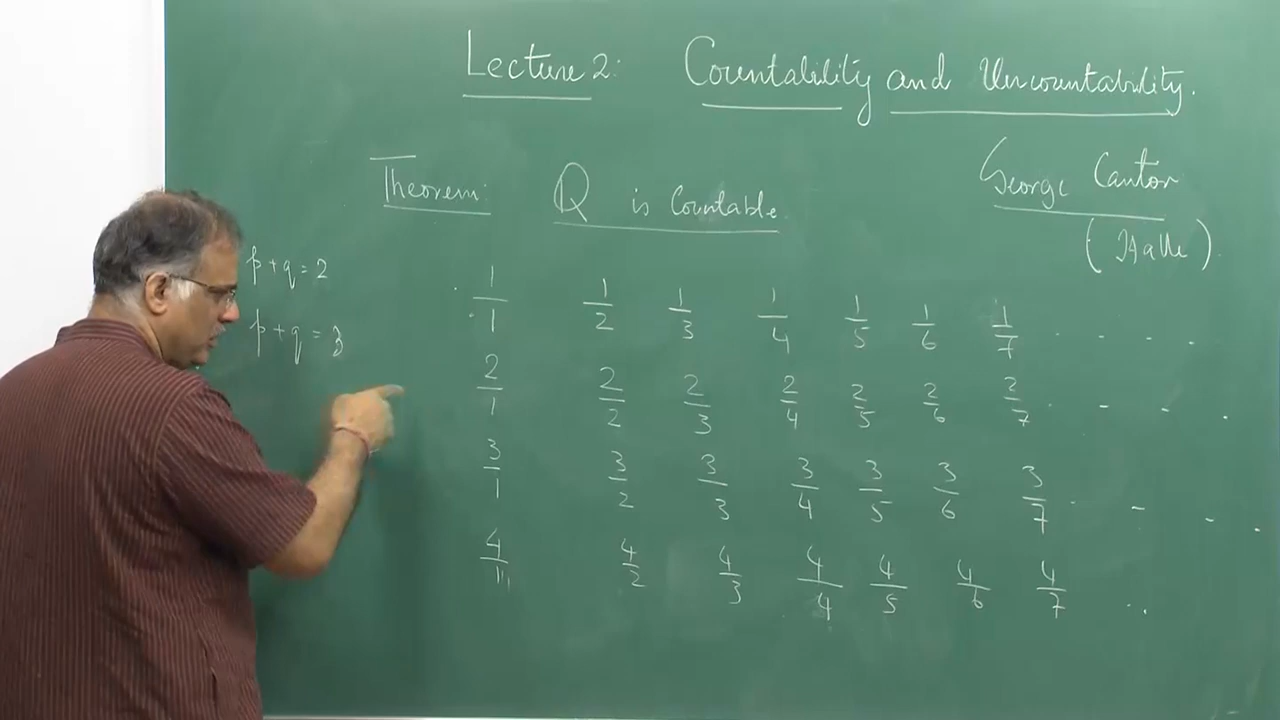 Lecture 2: Countability and Uncountability.
Theorem: Q is Countable.
George Cantor
(Halle).
p + q = 2
p + q = 3
1/1 1/2 1/3 1/4 1/5 1/6 1/7 . . . .
2/1 2/2 2/3 2/4 2/5 2/6 2/7 . - . .
3/1 3/2 3/3 3/4 3/5 3/6 3/7 . - - .
4/1 4/2 4/3 4/4 4/5 4/6 4/7 ..